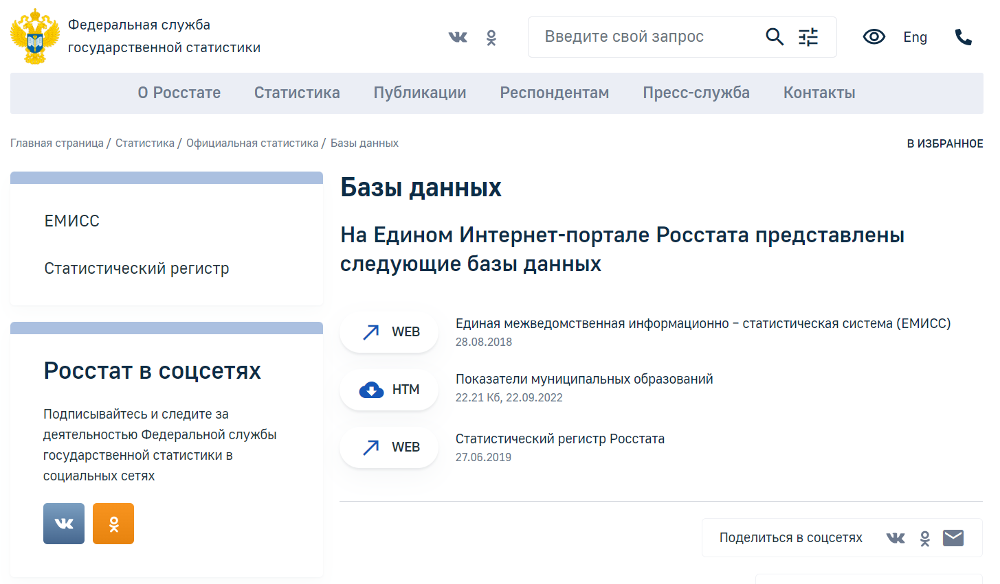 Федеральная служба
государственной статистики
Введите свой запрос
Eng
О Росстате Статистика Публикации Респондентам Пресс-служба Контакты
Главная страница / Статистика / Официальная статистика / Базы данных
В ИЗБРАННОЕ
ЕМИСС
Статистический регистр
Росстат в соцсетях
Подписывайтесь и следите за
деятельностью Федеральной службы
государственной статистики в
социальных сетях
Базы данных
На Едином Интернет-портале Росстата представлены
следующие базы данных
WEB
Единая межведомственная информационно – статистическая система (ЕМИСС)
28.08.2018
HTM
Показатели муниципальных образований
22.21 Кб, 22.09.2022
WEB
Статистический регистр Росстата
27.06.2019
Поделиться в соцсетях